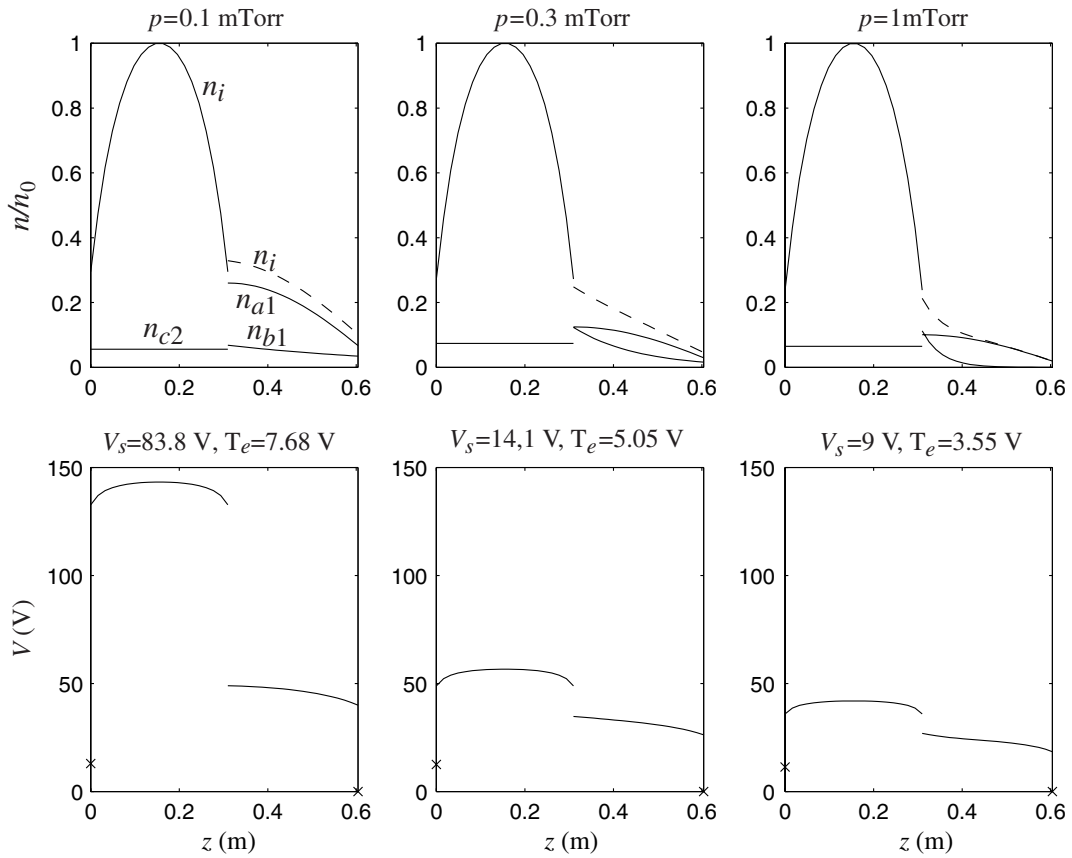 p=0.1 mTorr
p=0.3 mTorr
p=1mTorr
1
0.8
0.6
0.4
0.2
0
n/n0
ni
ni
na1
nc2
nb1
0 0.2 0.4 0.6
1
0.8
0.6
0.4
0.2
0
ni
0 0.2 0.4 0.6
1
0.8
0.6
0.4
0.2
0
ni
0 0.2 0.4 0.6
Vs=83.8 V, Te=7.68 V
Vs=14,1 V, Te=5.05 V
Vs=9 V, Te=3.55 V
150
100
50
0
V (V)
0 0.2 0.4 0.6
z (m)
150
100
50
0
0 0.2 0.4 0.6
z (m)
150
100
50
0
0 0.2 0.4 0.6
z (m)